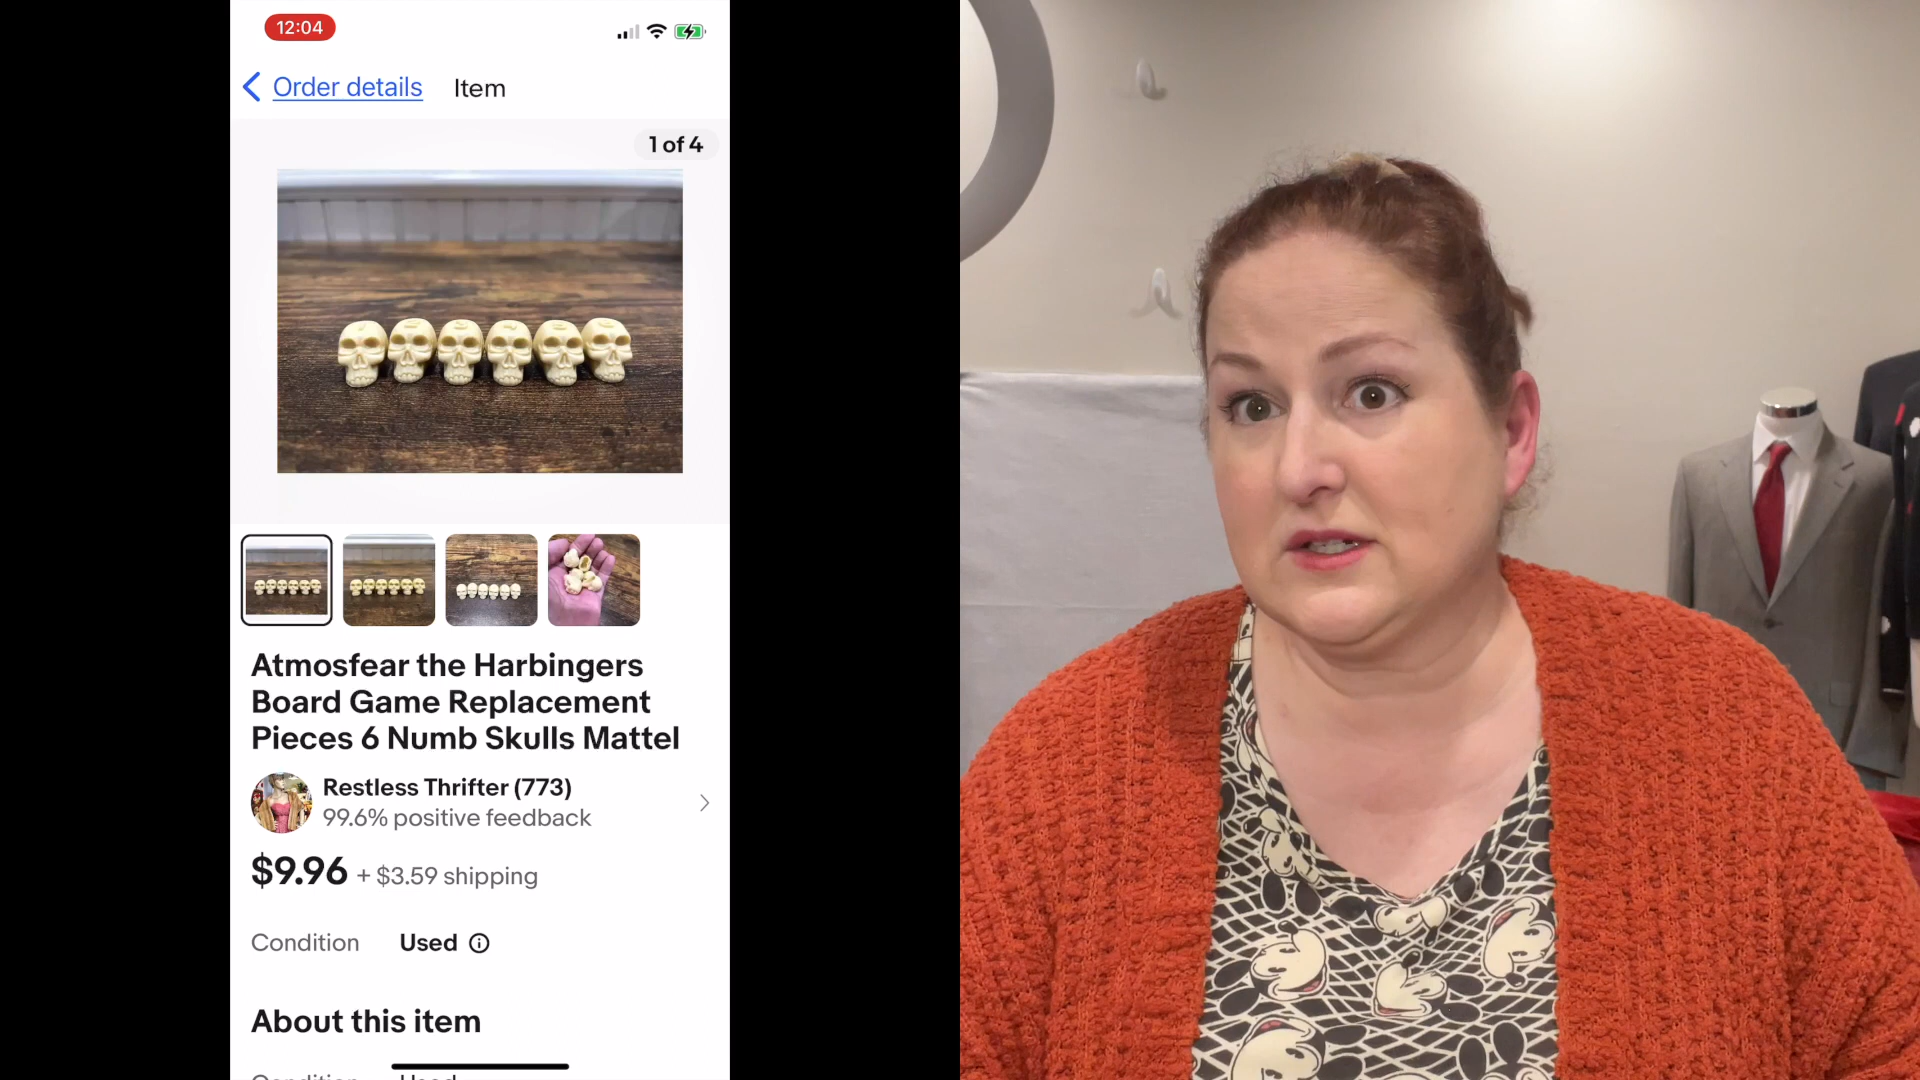 12:04
Order details Item
1 of 4
Atmosfear the Harbingers
Board Game Replacement
Pieces 6 Numb Skulls Mattel
Restless Thrifter (773)
99.6% positive feedback
$9.96 + $3.59 shipping
Condition Used
About this item